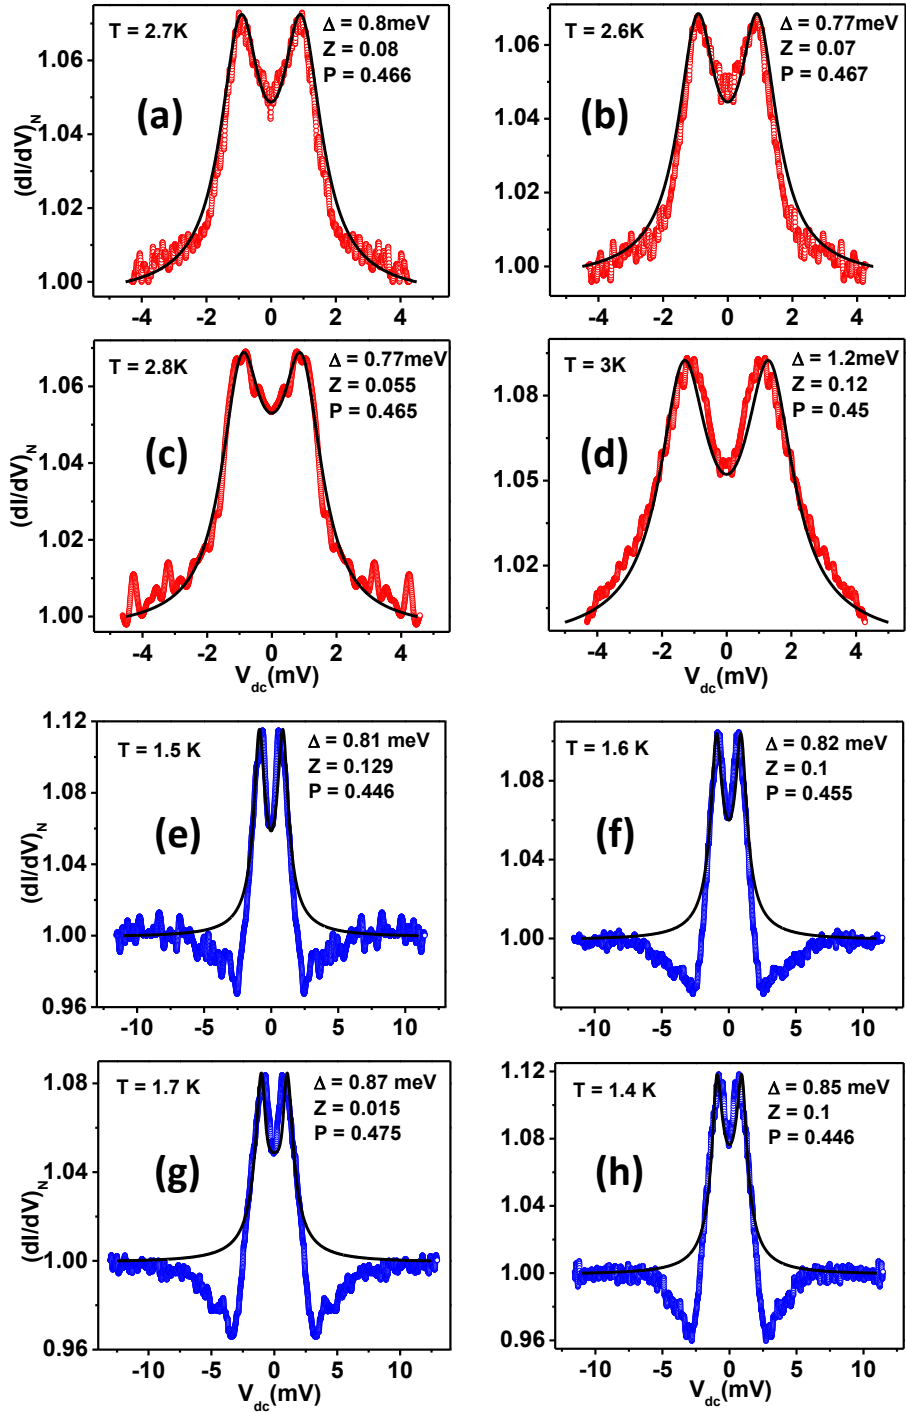 T = 2.7K
Δ = 0.8meV
Z = 0.08
P = 0.466
(a)
(dI/dV)N
1.06
1.04
1.02
1.00
-4 -2 0 2 4
T = 2.6K
Δ = 0.77meV
Z = 0.07
P = 0.467
(b)
1.06
1.04
1.02
1.00
-4 -2 0 2 4
T = 2.8K
Δ = 0.77meV
Z = 0.055
P = 0.465
(c)
(dI/dV)N
1.06
1.04
1.02
1.00
-4 -2 0 2 4
Vdc(mV)
T = 3K
Δ = 1.2meV
Z = 0.12
P = 0.45
(d)
1.08
1.05
1.02
-4 -2 0 2 4
Vdc(mV)
T = 1.5 K
Δ = 0.81 meV
Z = 0.129
P = 0.446
(e)
(dI/dV)N
1.12
1.08
1.04
1.00
0.96
-10 -5 0 5 10
T = 1.6 K
Δ = 0.82 meV
Z = 0.1
P = 0.455
(f)
1.08
1.04
1.00
-10 -5 0 5 10
T = 1.7 K
Δ = 0.87 meV
Z = 0.015
P = 0.475
(g)
(dI/dV)N
1.08
1.04
1.00
0.96
-10 -5 0 5 10
Vdc(mV)
T = 1.4 K
Δ = 0.85 meV
Z = 0.1
P = 0.446
(h)
1.12
1.08
1.04
1.00
0.96
-10 -5 0 5 10
Vdc(mV)